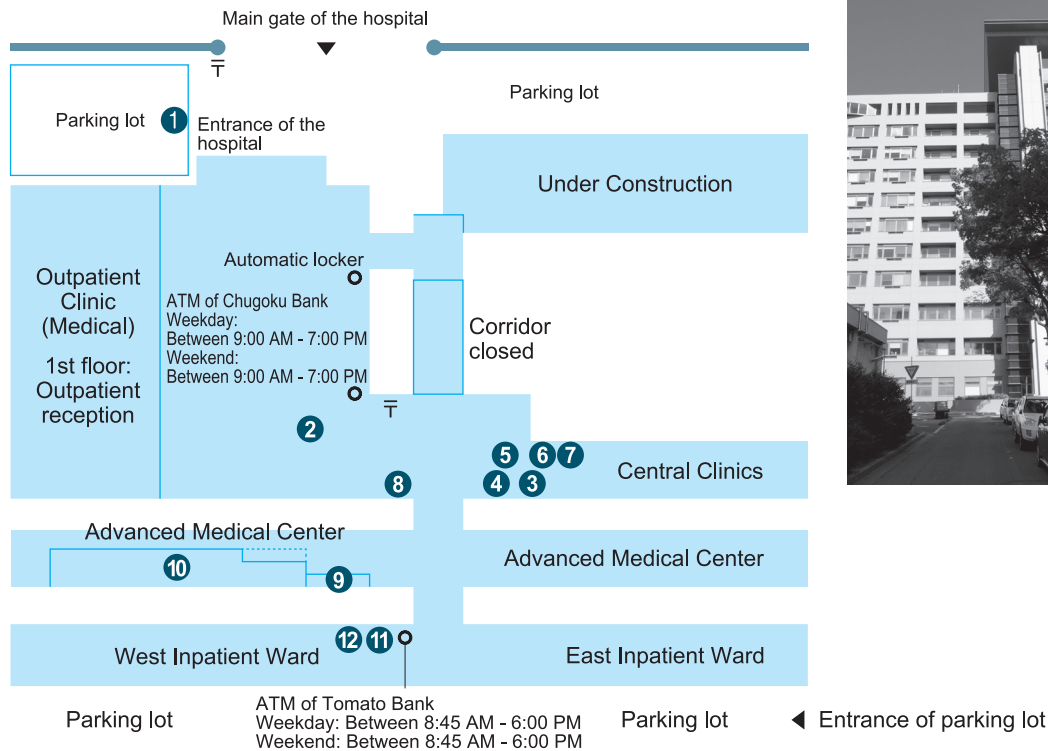 Main gate of the hospital
〒
Parking lot
1
Entrance of the
hospital
Parking lot
Under Construction
Outpatient
Clinic
(Medical)
1st floor:
Outpatient
reception
Automatic locker
ATM of Chugoku Bank
Weekday:
Between 9:00 AM - 7:00 PM
Weekend:
Between 9:00 AM - 7:00 PM
Corridor
closed
〒
2
5
6
7
8
4
3
Central Clinics
Advanced Medical Center
10
9
Advanced Medical Center
12
11
West Inpatient Ward
East Inpatient Ward
ATM of Tomato Bank
Weekday: Between 8:45 AM - 6:00 PM
Weekend: Between 8:45 AM - 6:00 PM
Parking lot
Parking lot
Entrance of parking lot